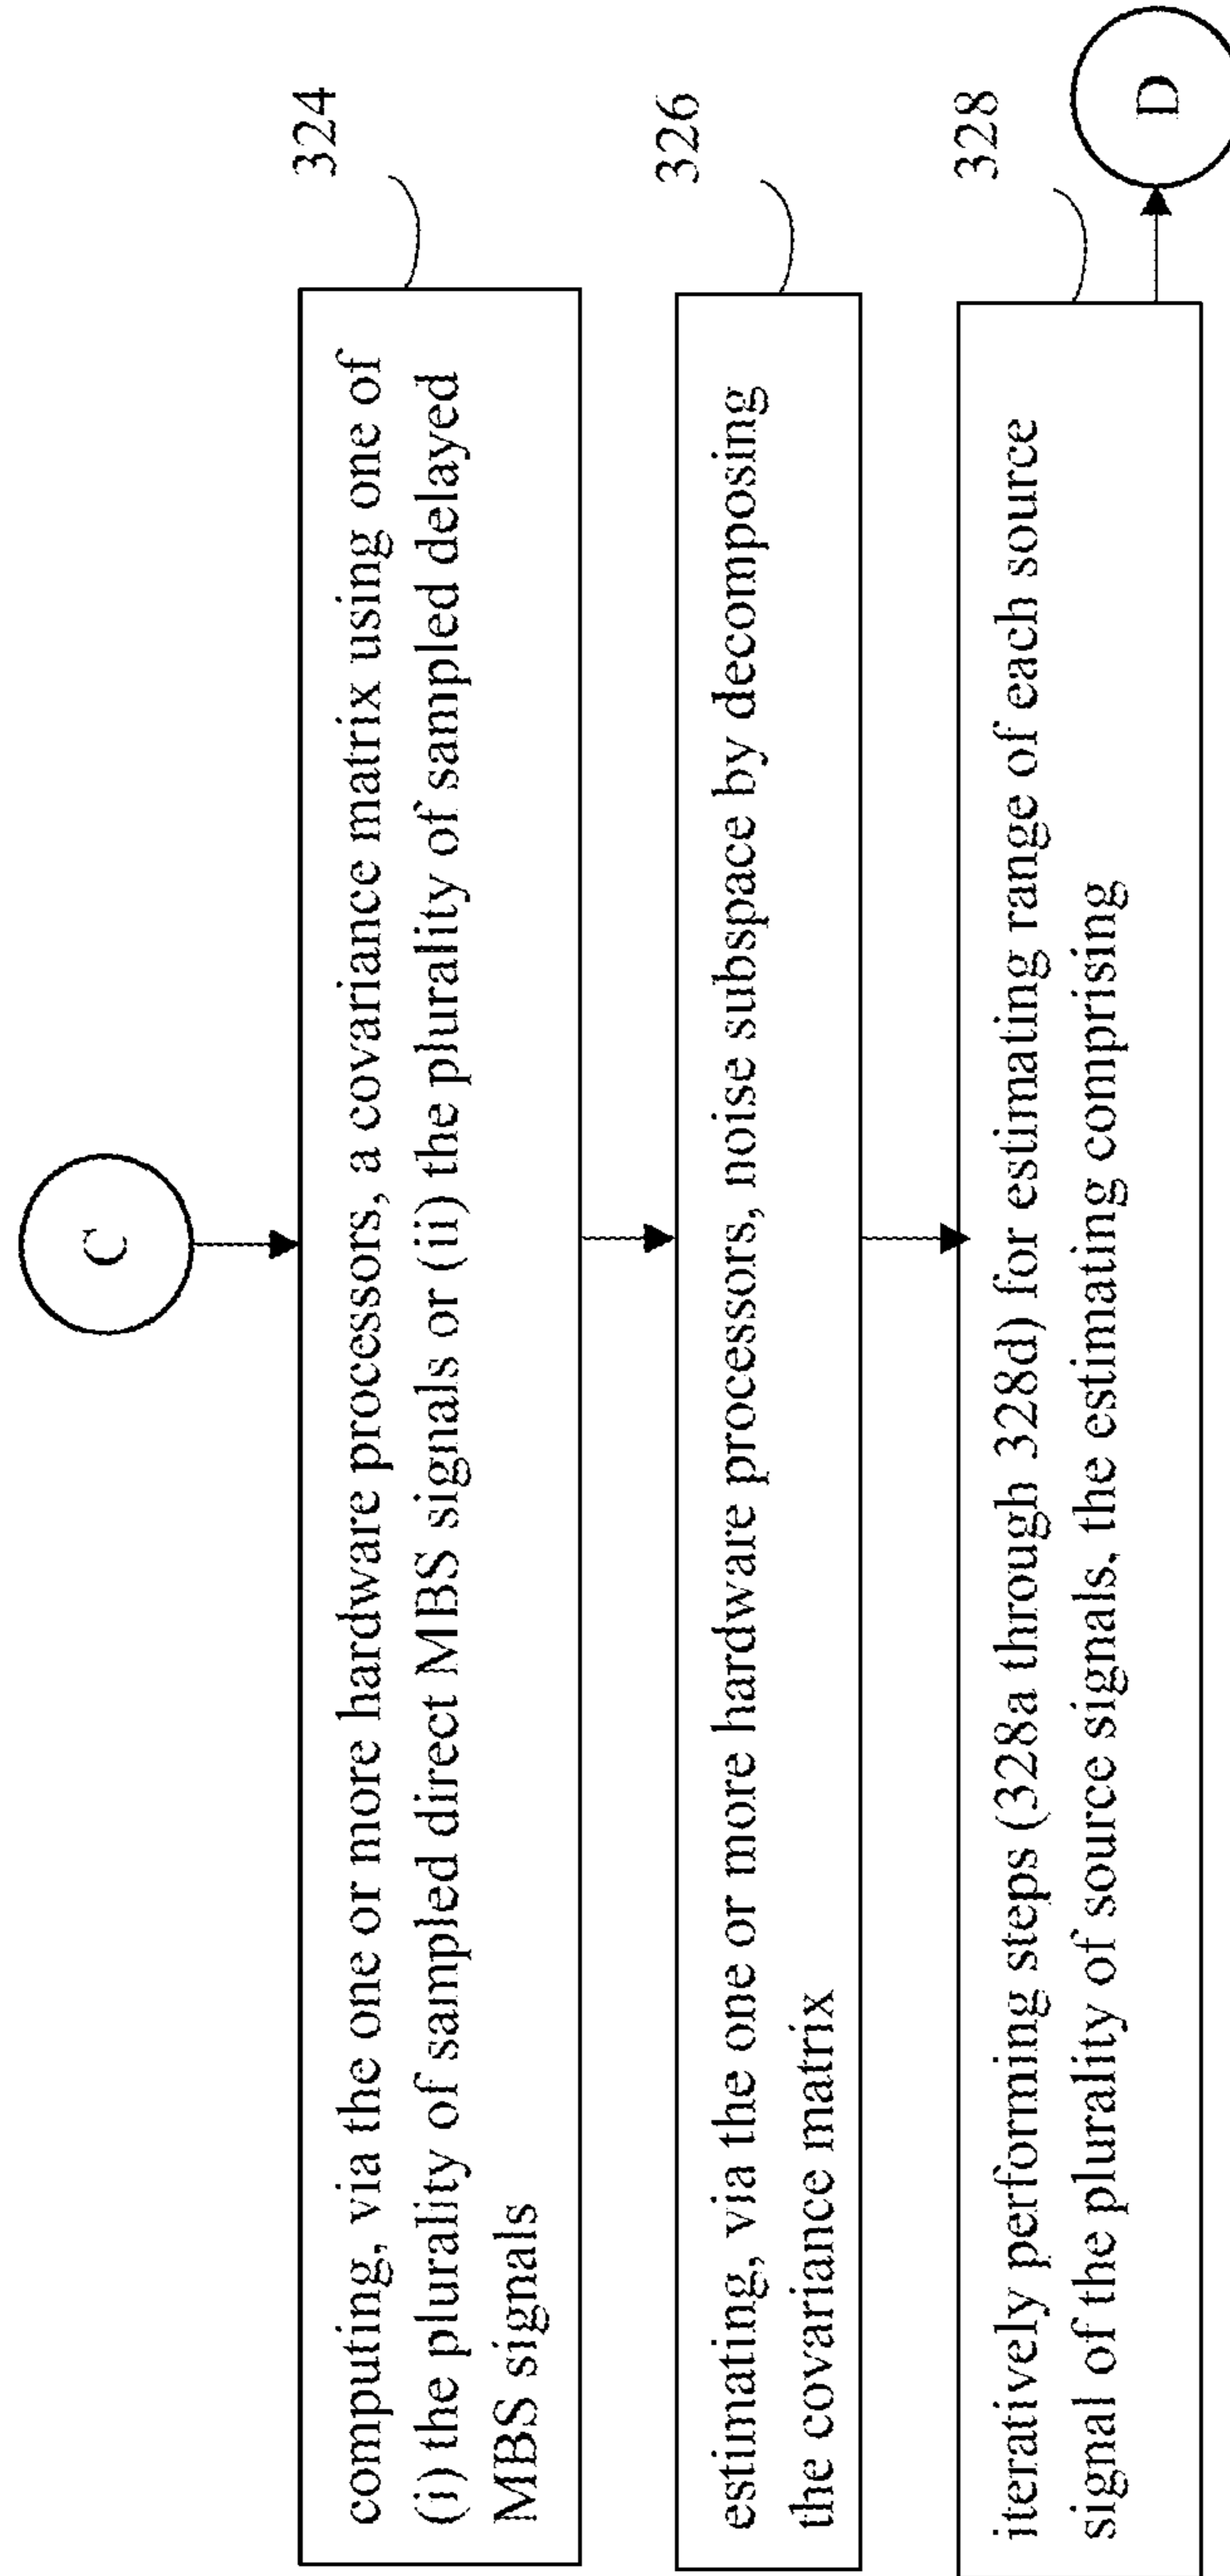 C
324
computing, via the one or more hardware processors, a covariance matrix using one of
(i) the plurality of sampled direct MBS signals or (ii) the plurality of sampled delayed
MBS signals
326
estimating, via the one or more hardware processors, noise subspace by decomposing
the covariance matrix
328
iteratively performing steps (328a through 328d) for estimating range of each source
signal of the plurality of source signals, the estimating comprising
D